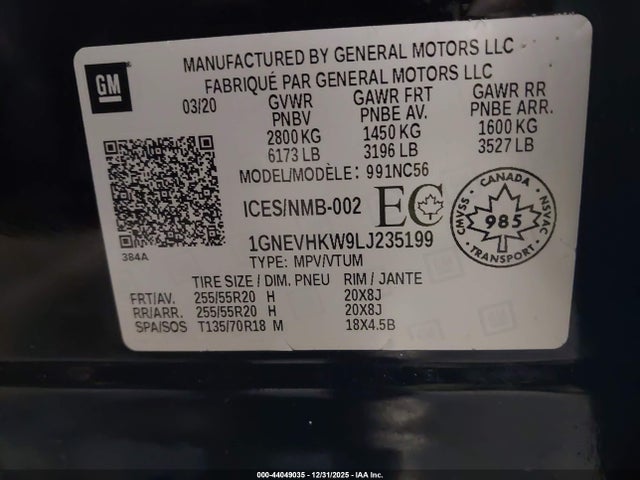 GM
MANUFACTURED BY GENERAL MOTORS LLC
FABRIQUÉ PAR GENERAL MOTORS LLC
03/20 GVWR GAWR FRT GAWR RR
PNBV PNBE AV. PNBE ARR.
2800 KG 1450 KG 1600 KG
6173 LB 3196 LB 3527 LB
MODEL/MODÈLE: 991NC56
ICES/NMB-002 EC
CANADA
CMVSS 985 NSVAC
TRANSPORT
1GNEVHKW9LJ235199
384A
TYPE: MPV/VTUM
TIRE SIZE / DIM. PNEU RIM / JANTE
FRT/AV. 255/55R20 H 20X8J
RR/ARR. 255/55R20 H 20X8J
SPA/SOS T135/70R18 M 18X4.5B
000-44049035 - 12/31/2025 - IAA Inc.